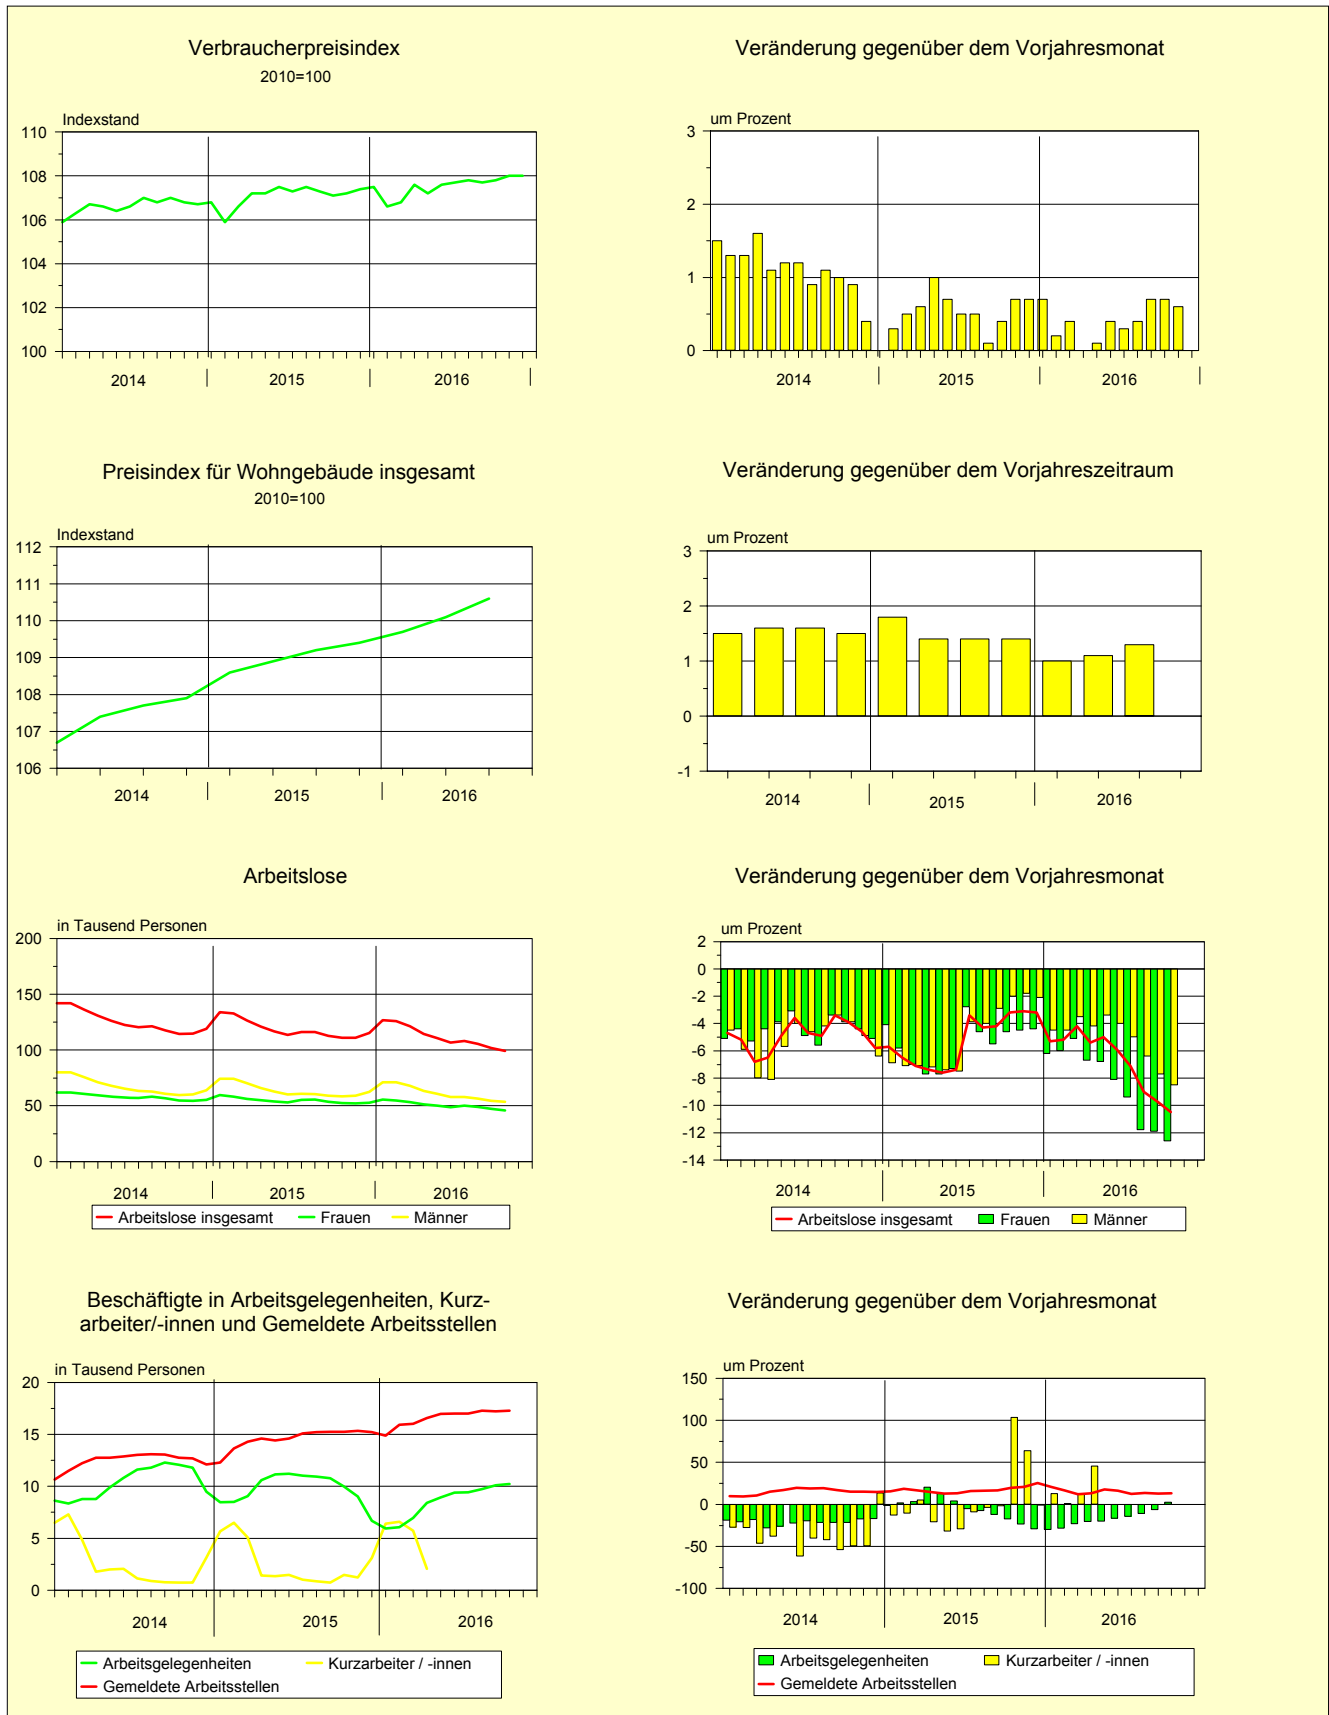 Verbraucherpreisindex
2010=100
Indexstand
110
108
106
104
102
100
2014
2015
2016
Veränderung gegenüber dem Vorjahresmonat
um Prozent
3
2
1
0
2014
2015
2016
Preisindex für Wohngebäude insgesamt
2010=100
Indexstand
112
111
110
109
108
107
106
2014
2015
2016
Veränderung gegenüber dem Vorjahreszeitraum
um Prozent
3
2
1
0
-1
2014
2015
2016
Arbeitslose
in Tausend Personen
200
150
100
50
0
2014
2015
2016
Arbeitslose insgesamt
Frauen
Männer
Veränderung gegenüber dem Vorjahresmonat
um Prozent
2
0
-2
-4
-6
-8
-10
-12
-14
2014
2015
2016
Arbeitslose insgesamt
Frauen
Männer
Beschäftigte in Arbeitsgelegenheiten, Kurz-
arbeiter/-innen und Gemeldete Arbeitsstellen
in Tausend Personen
20
15
10
5
0
2014
2015
2016
Arbeitsgelegenheiten
Kurzarbeiter / -innen
Gemeldete Arbeitsstellen
Veränderung gegenüber dem Vorjahresmonat
um Prozent
150
100
50
0
-50
-100
2014
2015
2016
Arbeitsgelegenheiten
Kurzarbeiter / -innen
Gemeldete Arbeitsstellen